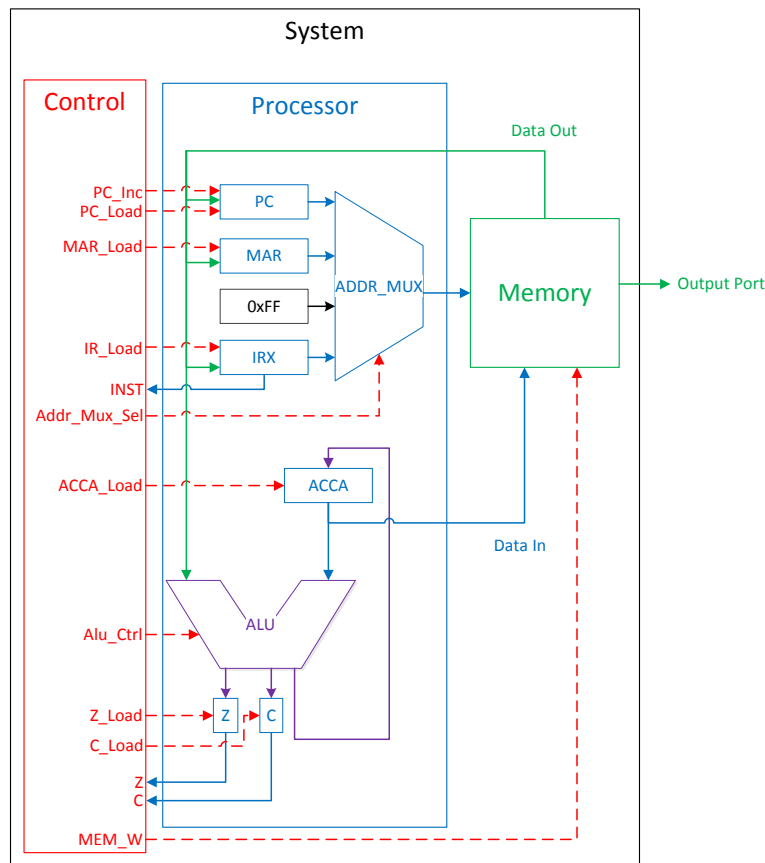 System
Control
Processor
Data Out
PC_Inc
PC
PC_Load
MAR_Load
MAR
ADDR_MUX
Memory
Output Port
0xFF
IR_Load
IRX
INST
Addr_Mux_Sel
ACCA_Load
ACCA
Data In
ALU
Alu_Ctrl
Z_Load
Z
C
C_Load
Z
C
MEM_W